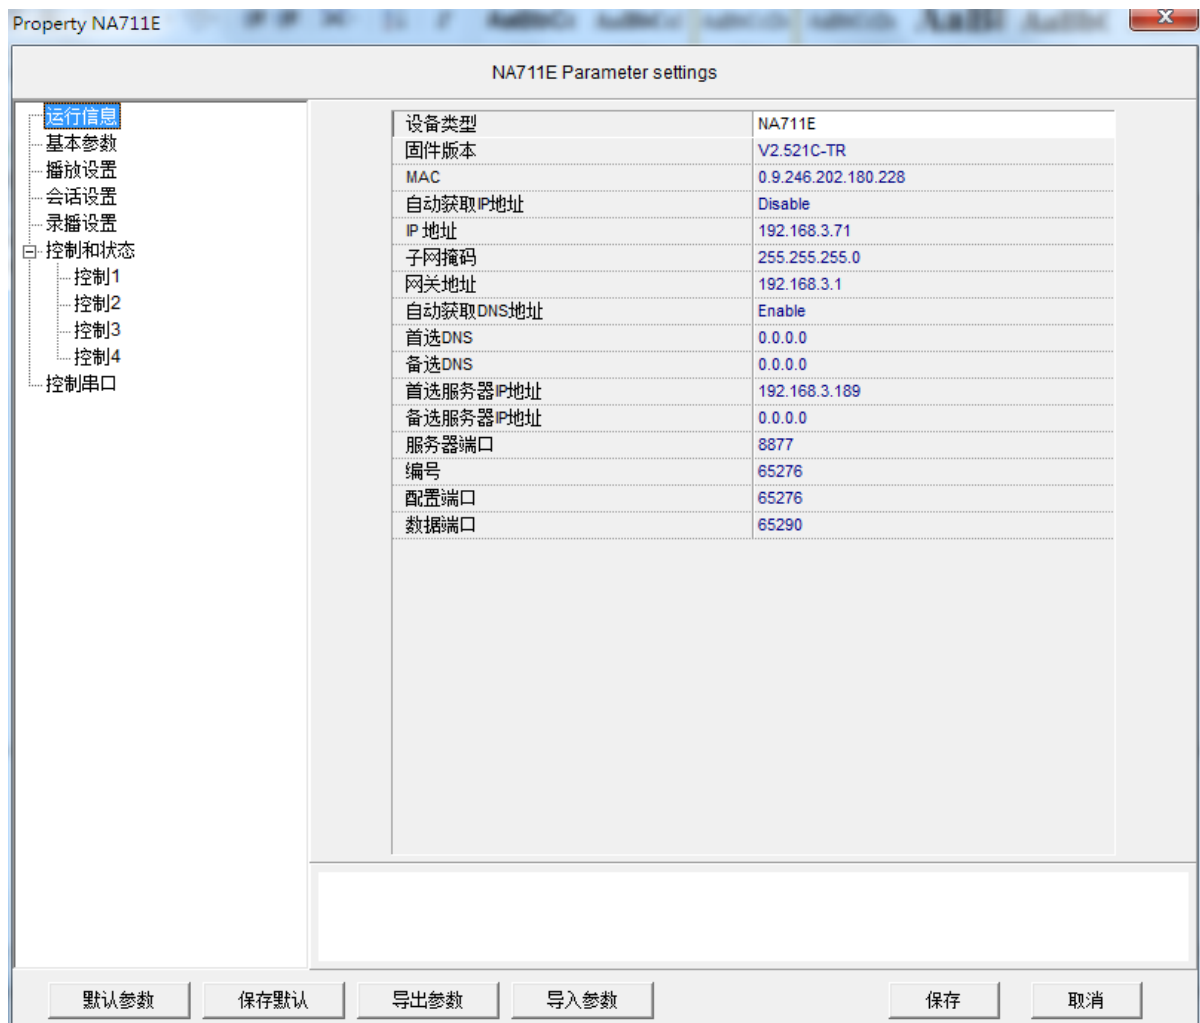 Property NA711E
NA711E Parameter settings
运行信息
基本参数
播放设置
会话设置
录播设置
控制和状态
控制1
控制2
控制3
控制4
控制串口
设备类型 NA711E
固件版本 V2.521C-TR
MAC 0.9.246.202.180.228
自动获取IP地址 Disable
IP 地址 192.168.3.71
子网掩码 255.255.255.0
网关地址 192.168.3.1
自动获取DNS地址 Enable
首选DNS 0.0.0.0
备选DNS 0.0.0.0
首选服务器IP地址 192.168.3.189
备选服务器IP地址 0.0.0.0
服务器端口 8877
编号 65276
配置端口 65276
数据端口 65290
默认参数 保存默认 导出参数 导入参数 保存 取消